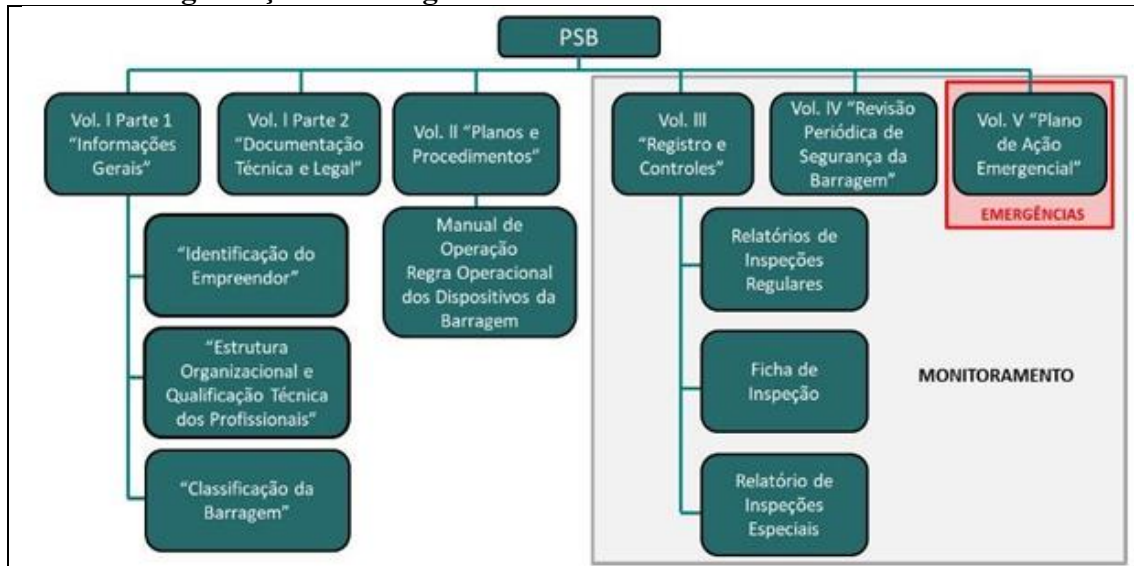 PSB
Vol. I Parte 1
“Informações
Gerais”
Vol. I Parte 2
“Documentação
Técnica e Legal”
Vol. II “Planos e
Procedimentos”
Vol. III
“Registro e
Controles”
Vol. IV “Revisão
Periódica de
Segurança da
Barragem”
Vol. V “Plano
de Ação
Emergencial”
EMERGÊNCIAS
“Identificação do
Empreendor”
“Estrutura
Organizacional e
Qualificação Técnica
dos Profissionais”
“Classificação da
Barragem”
Manual de
Operação
Regra Operacional
dos Dispositivos da
Barragem
Relatórios de
Inspeções
Regulares
Ficha de
Inspeção
Relatório de
Inspeções
Especiais
MONITORAMENTO